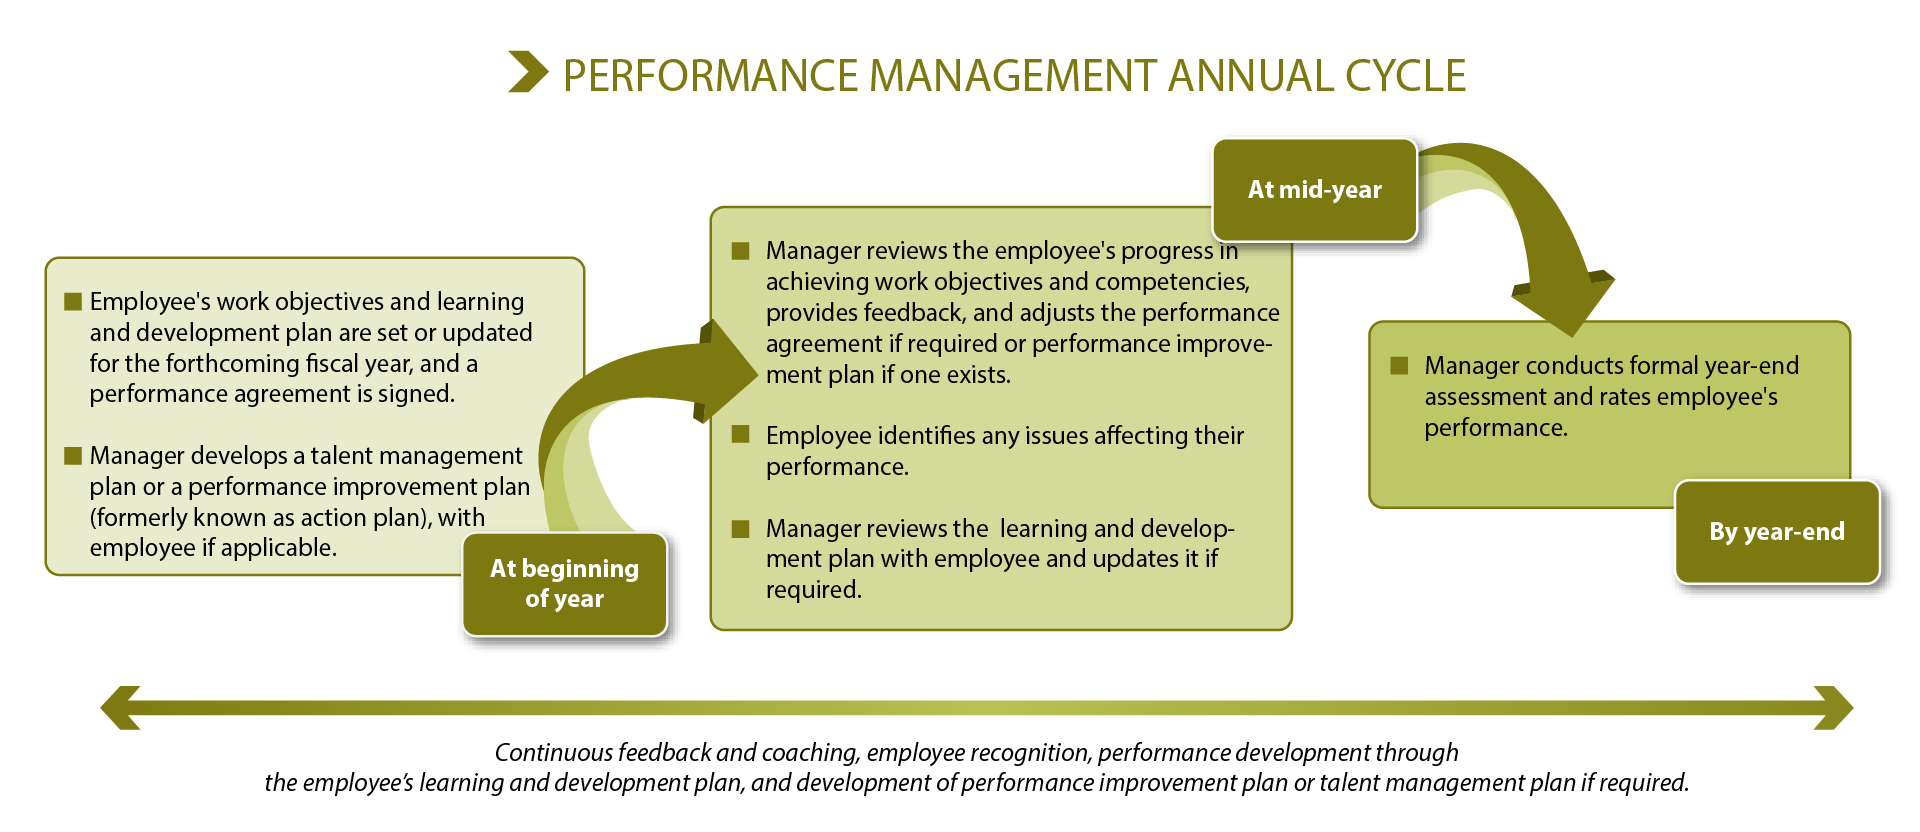 PERFORMANCE MANAGEMENT ANNUAL CYCLE
Employee's work objectives and learning
and development plan are set or updated
for the forthcoming fiscal year, and a
performance agreement is signed.
Manager develops a talent management
plan or a performance improvement plan
(formerly known as action plan), with
employee if applicable.
At beginning
of year
At mid-year
Manager reviews the employee's progress in
achieving work objectives and competencies,
provides feedback, and adjusts the performance
agreement if required or performance improve-
ment plan if one exists.
Employee identifies any issues affecting their
performance.
Manager reviews the learning and develop-
ment plan with employee and updates it if
required.
Manager conducts formal year-end
assessment and rates employee's
performance.
By year-end
Continuous feedback and coaching, employee recognition, performance development through
the employee’s learning and development plan, and development of performance improvement plan or talent management plan if required.